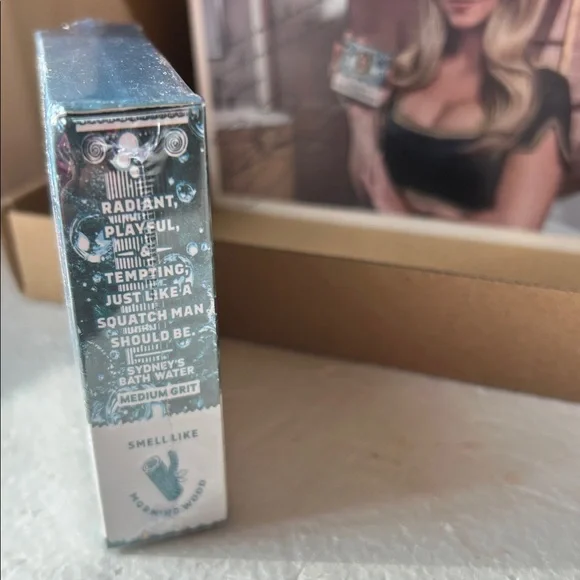 RADIANT,
PLAYFUL,
&
TEMPTING,
JUST LIKE A
SQUATCH MAN
SHOULD BE.
SYDNEY'S
BATH WATER
MEDIUM GRIT
SMELL LIKE
MORNING WOOD